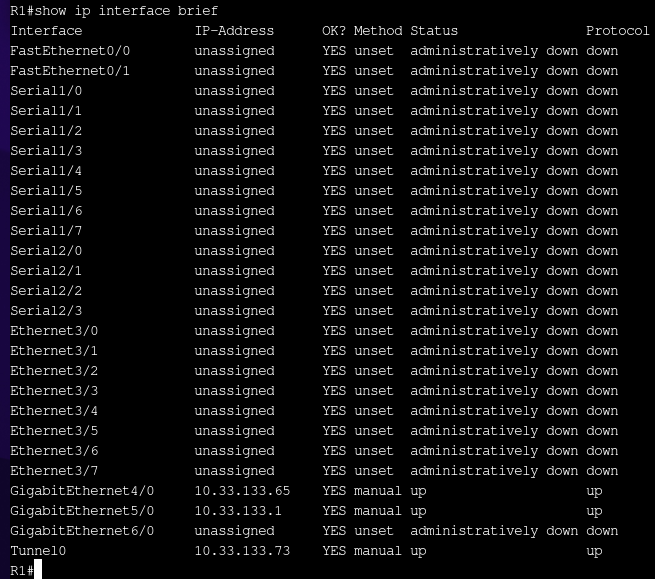 R1#show ip interface brief
Interface IP-Address OK? Method Status Protocol
FastEthernet0/0 unassigned YES unset administratively down down
FastEthernet0/1 unassigned YES unset administratively down down
Serial1/0 unassigned YES unset administratively down down
Serial1/1 unassigned YES unset administratively down down
Serial1/2 unassigned YES unset administratively down down
Serial1/3 unassigned YES unset administratively down down
Serial1/4 unassigned YES unset administratively down down
Serial1/5 unassigned YES unset administratively down down
Serial1/6 unassigned YES unset administratively down down
Serial1/7 unassigned YES unset administratively down down
Serial2/0 unassigned YES unset administratively down down
Serial2/1 unassigned YES unset administratively down down
Serial2/2 unassigned YES unset administratively down down
Serial2/3 unassigned YES unset administratively down down
Ethernet3/0 unassigned YES unset administratively down down
Ethernet3/1 unassigned YES unset administratively down down
Ethernet3/2 unassigned YES unset administratively down down
Ethernet3/3 unassigned YES unset administratively down down
Ethernet3/4 unassigned YES unset administratively down down
Ethernet3/5 unassigned YES unset administratively down down
Ethernet3/6 unassigned YES unset administratively down down
Ethernet3/7 unassigned YES unset administratively down down
GigabitEthernet4/0 10.33.133.65 YES manual up up
GigabitEthernet5/0 10.33.133.1 YES manual up up
GigabitEthernet6/0 unassigned YES unset administratively down down
Tunnel0 10.33.133.73 YES manual up up
R1#